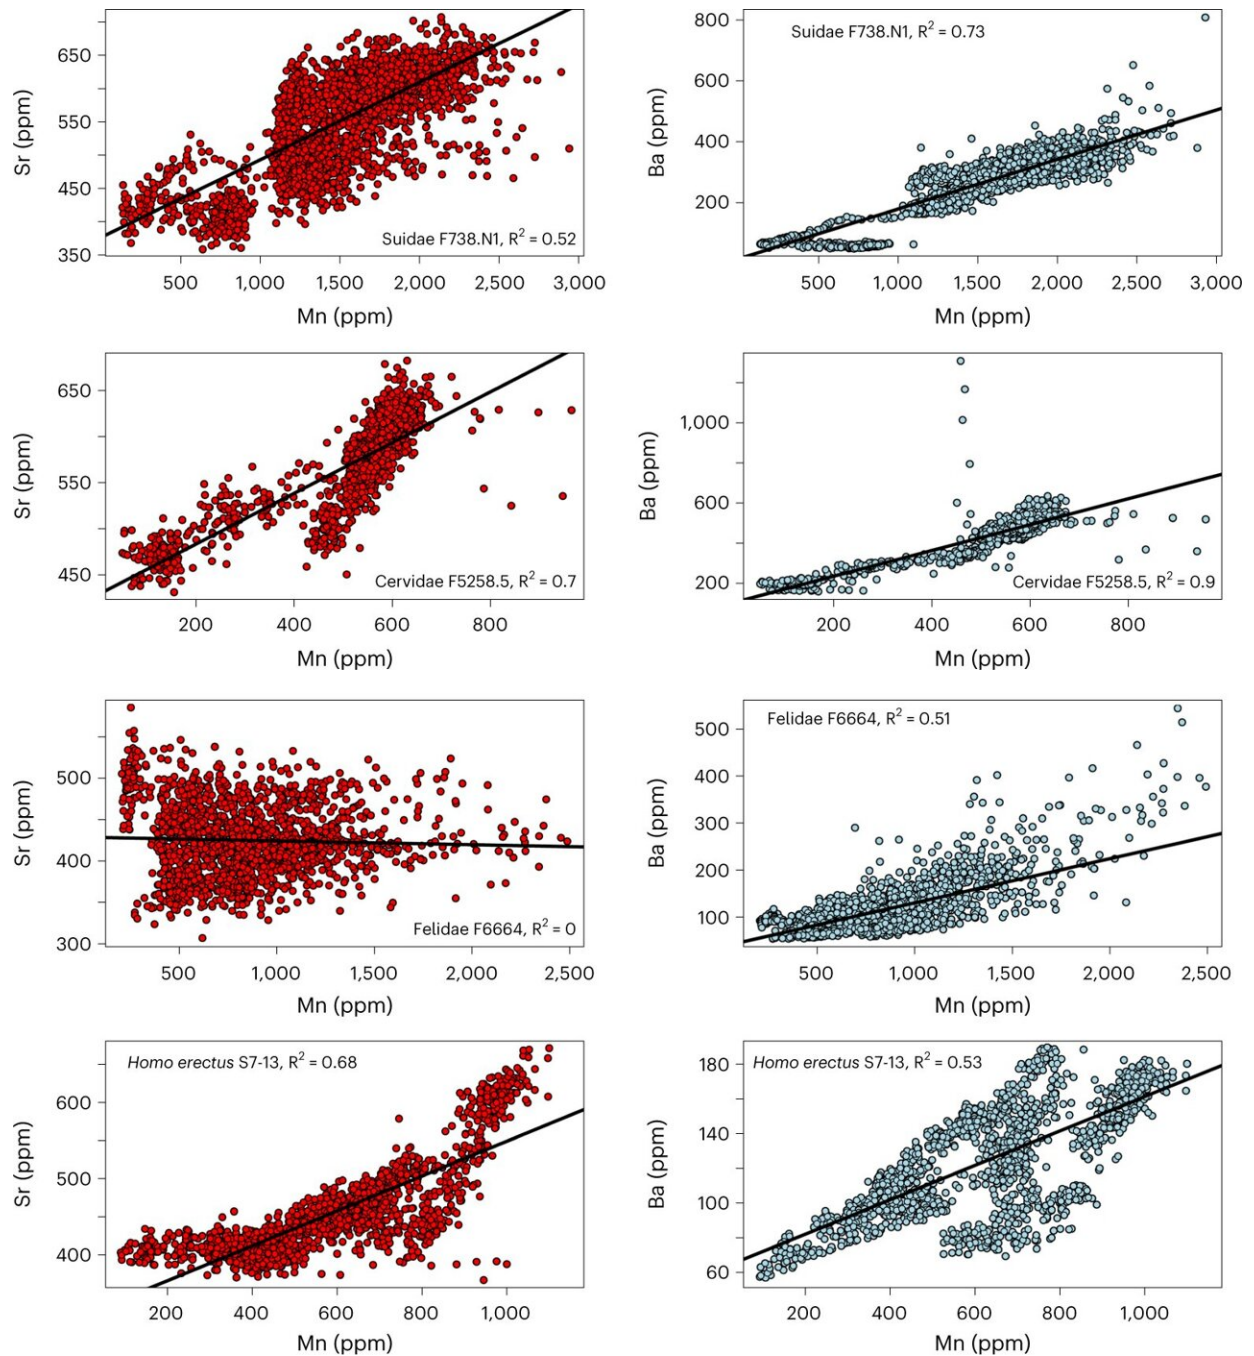 Sr (ppm)
650
550
450
350
500
1,000
1,500
2,000
2,500
3,000
Mn (ppm)
Suidae F738.N1, R² = 0.52
Ba (ppm)
800
600
400
200
500
1,000
1,500
2,000
2,500
3,000
Mn (ppm)
Suidae F738.N1, R² = 0.73
Sr (ppm)
650
550
450
200
400
600
800
Mn (ppm)
Cervidae F5258.5, R² = 0.7
Ba (ppm)
1,000
600
200
200
400
600
800
Mn (ppm)
Cervidae F5258.5, R² = 0.9
Sr (ppm)
500
400
300
500
1,000
1,500
2,000
2,500
Mn (ppm)
Felidae F6664, R² = 0
Ba (ppm)
500
400
300
200
100
500
1,000
1,500
2,000
2,500
Mn (ppm)
Felidae F6664, R² = 0.51
Sr (ppm)
600
500
400
200
400
600
800
1,000
Mn (ppm)
Homo erectus S7-13, R² = 0.68
Ba (ppm)
180
140
100
60
200
400
600
800
1,000
Mn (ppm)
Homo erectus S7-13, R² = 0.53